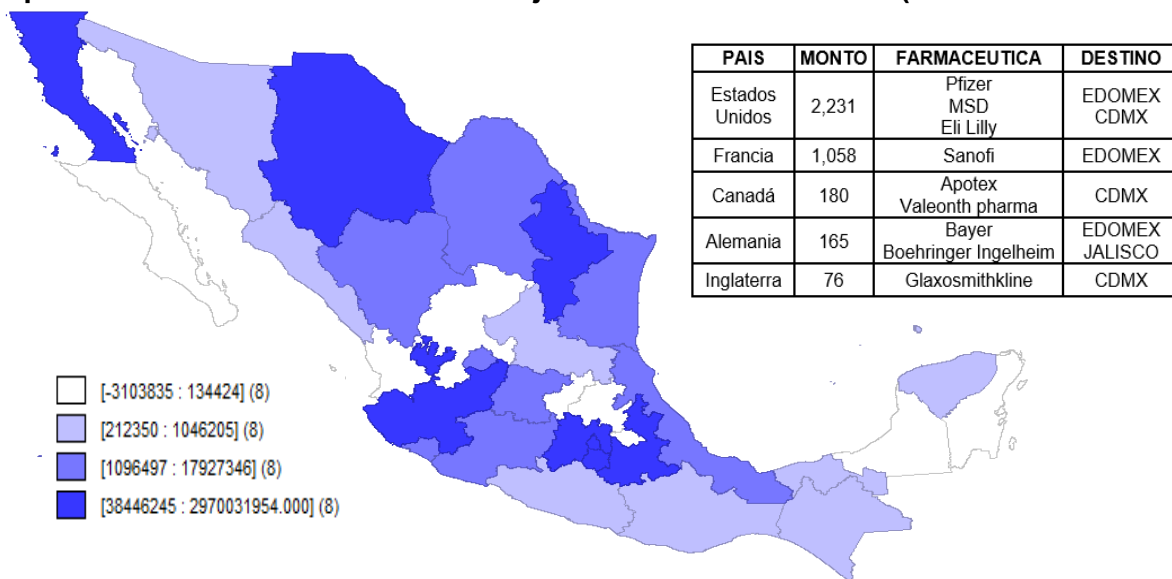 PAIS MONTO FARMACEUTICA DESTINO
Estados Unidos 2,231 Pfizer MSD Eli Lilly EDOMEX CDMX
Francia 1,058 Sanofi EDOMEX
Canadá 180 Apotex Valeonth pharma CDMX
Alemania 165 Bayer Boehringer Ingelheim EDOMEX JALISCO
Inglaterra 76 Glaxosmithkline CDMX
[-3103835 : 134424] (8)
[212350 : 1046205] (8)
[1096497 : 17927346] (8)
[38446245 : 2970031954.000] (8)